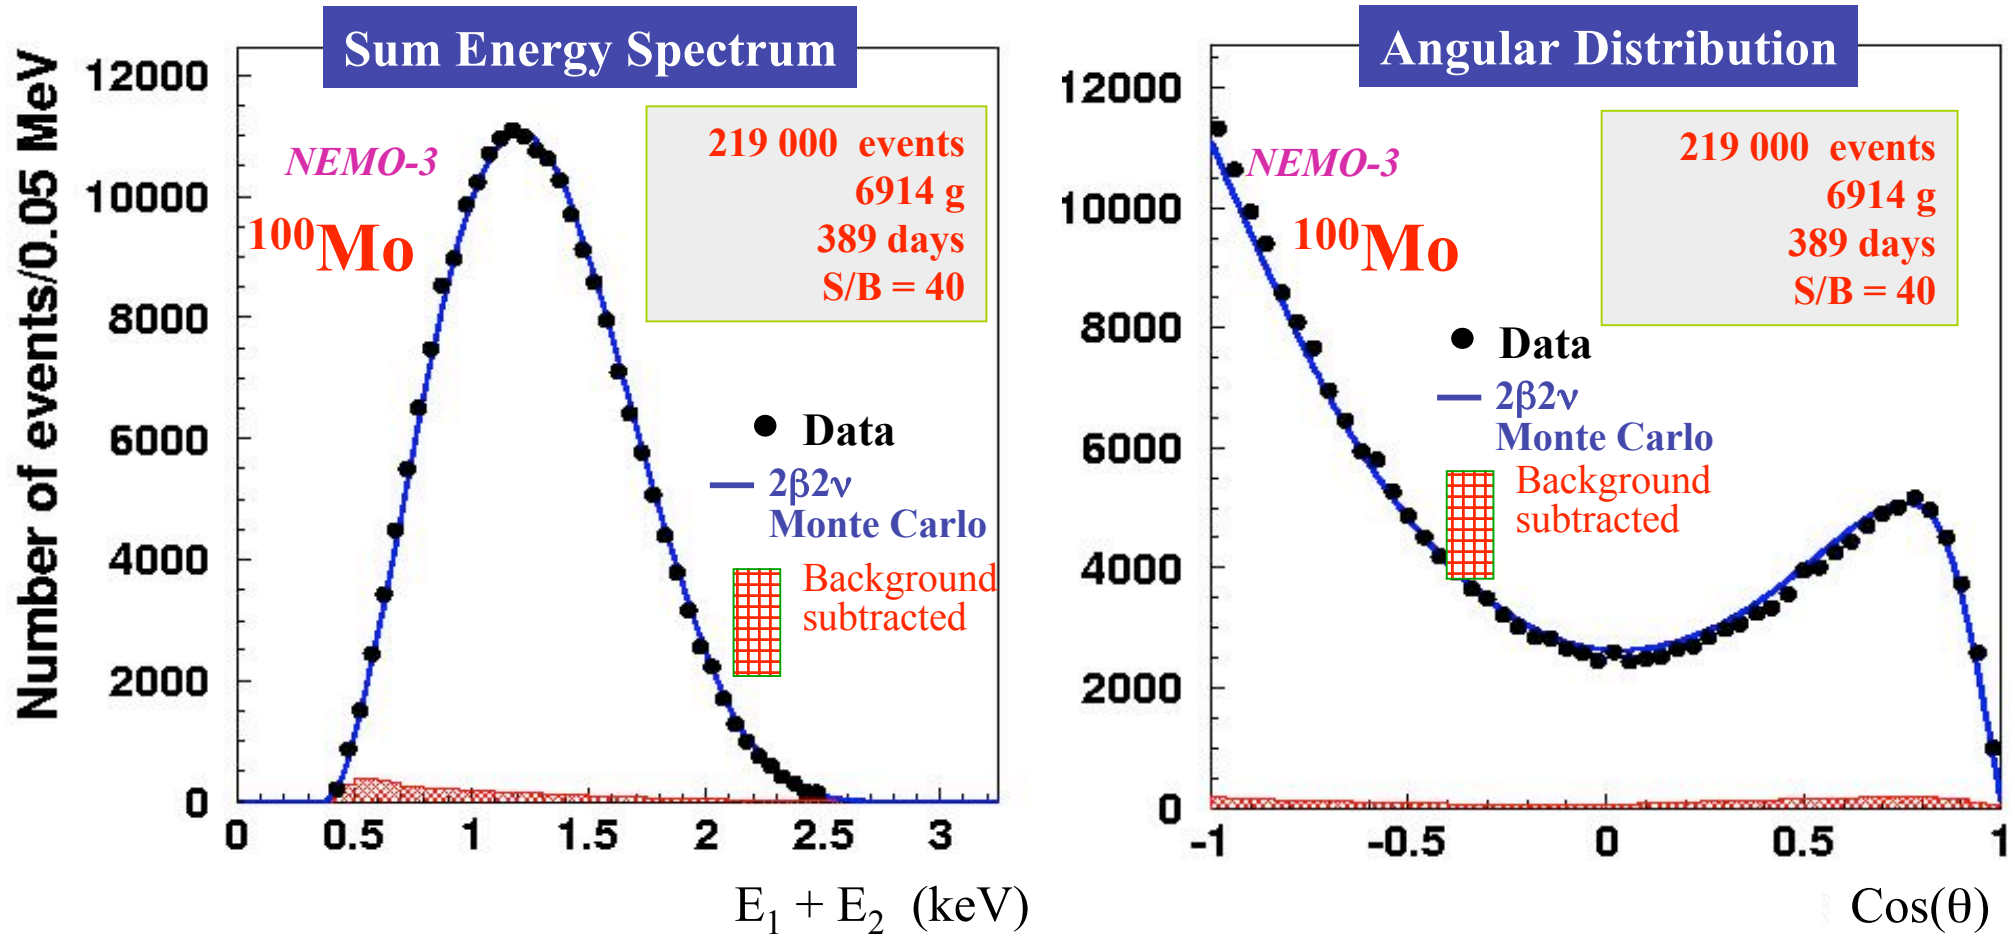 Sum Energy Spectrum
Number of events/0.05 MeV
12000
10000
8000
6000
4000
2000
0
NEMO-3
100Mo
219 000 events
6914 g
389 days
S/B = 40
Data
2β2ν
Monte Carlo
Background
subtracted
0 0.5 1 1.5 2 2.5 3
E1 + E2 (keV)
Angular Distribution
12000
10000
8000
6000
4000
2000
0
NEMO-3
100Mo
219 000 events
6914 g
389 days
S/B = 40
Data
2β2ν
Monte Carlo
Background
subtracted
-1 -0.5 0 0.5 1
Cos(θ)